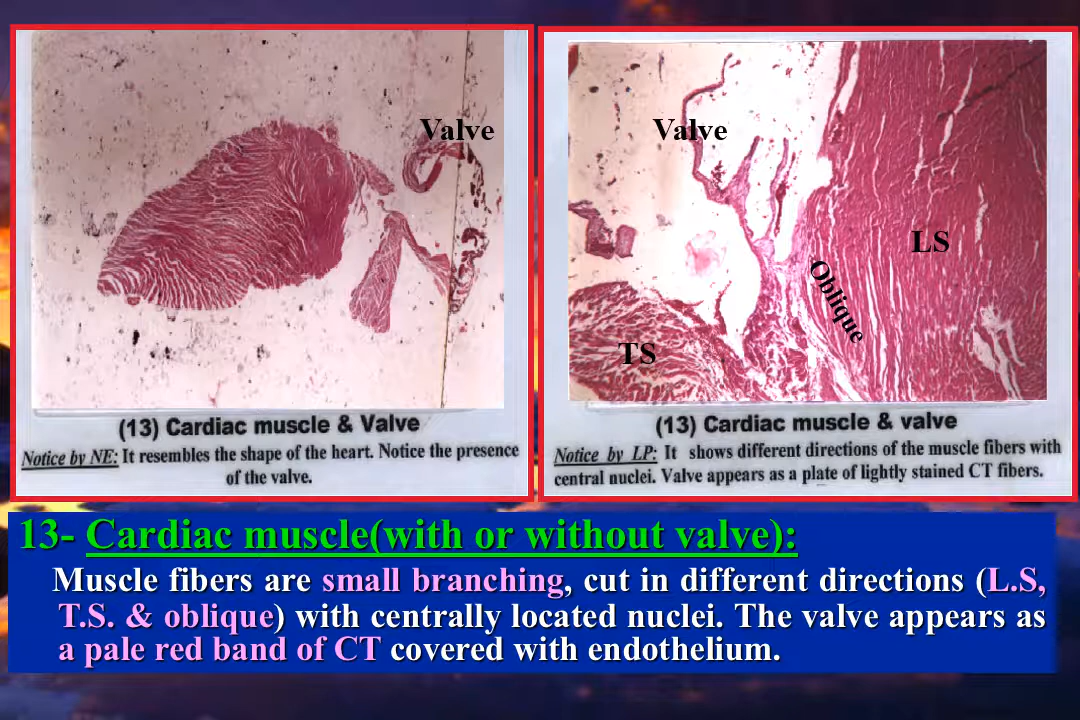 Valve
(13) Cardiac muscle & Valve
Notice by NE: It resembles the shape of the heart. Notice the presence
of the valve.
Valve
LS
Oblique
TS
(13) Cardiac muscle & valve
Notice by LP: It shows different directions of the muscle fibers with
central nuclei. Valve appears as a plate of lightly stained CT fibers.
13- Cardiac muscle(with or without valve):
Muscle fibers are small branching, cut in different directions (L.S,
T.S. & oblique) with centrally located nuclei. The valve appears as
a pale red band of CT covered with endothelium.